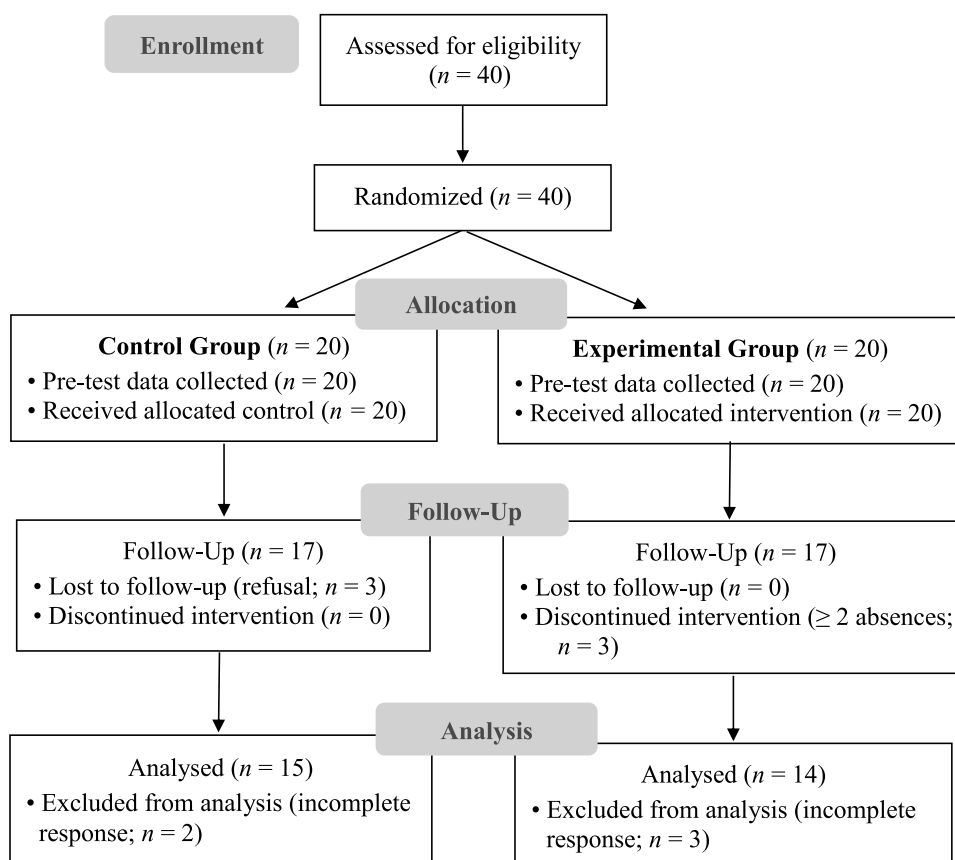 Enrollment
Assessed for eligibility
(n = 40)
Randomized (n = 40)
Allocation
Control Group (n = 20)
• Pre-test data collected (n = 20)
• Received allocated control (n = 20)
Experimental Group (n = 20)
• Pre-test data collected (n = 20)
• Received allocated intervention (n = 20)
Follow-Up
Follow-Up (n = 17)
• Lost to follow-up (refusal; n = 3)
• Discontinued intervention (n = 0)
Follow-Up (n = 17)
• Lost to follow-up (n = 0)
• Discontinued intervention (≥ 2 absences;
n = 3)
Analysis
Analysed (n = 15)
• Excluded from analysis (incomplete
response; n = 2)
Analysed (n = 14)
• Excluded from analysis (incomplete
response; n = 3)